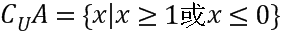 C_U A = {x|x ≥ 1或x ≤ 0}